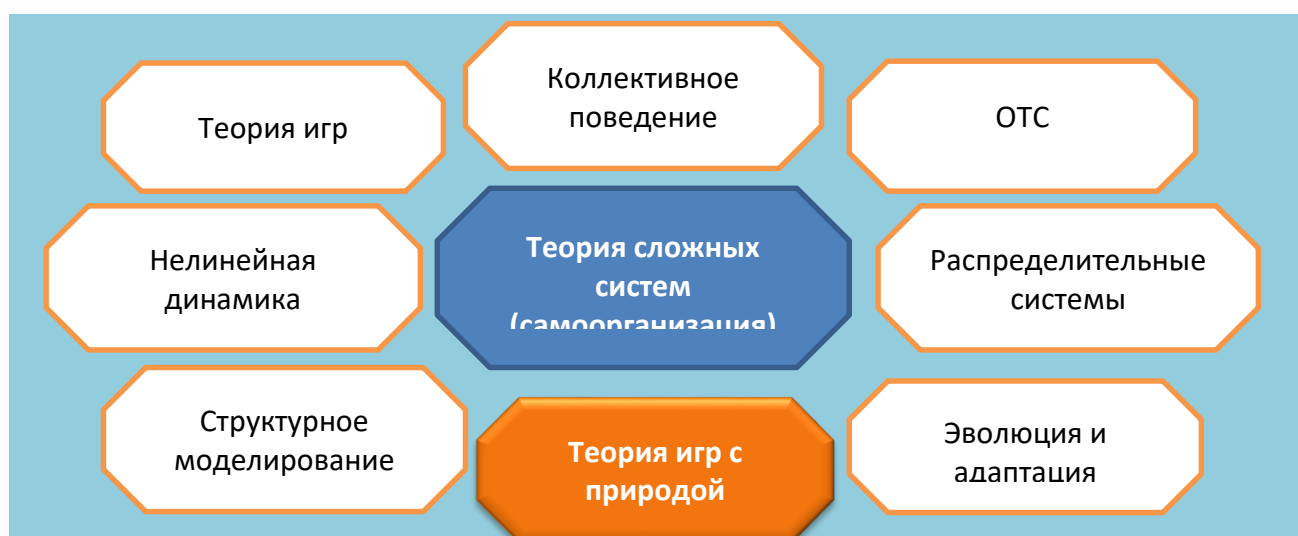 Коллективное
поведение
Теория игр
ОТС
Нелинейная
динамика
Теория сложных
систем
(самоорганизация)
Распределительные
системы
Структурное
моделирование
Теория игр с
природой
Эволюция и
адаптация